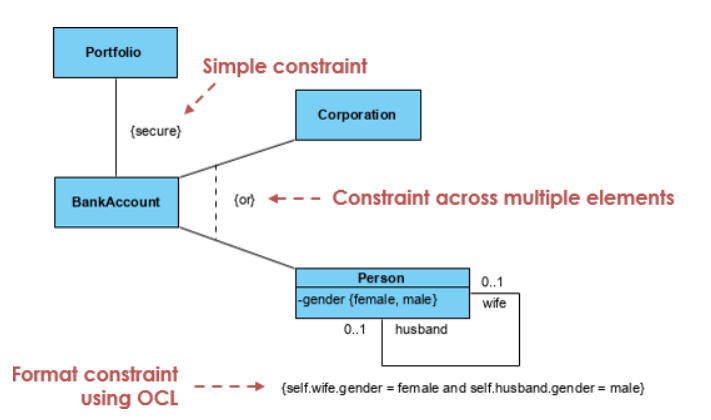 Portfolio
Simple constraint
{secure}
Corporation
BankAccount
{or}
Constraint across multiple elements
Person
-gender {female, male}
0..1
wife
0..1
husband
Format constraint
using OCL
{self.wife.gender = female and self.husband.gender = male}